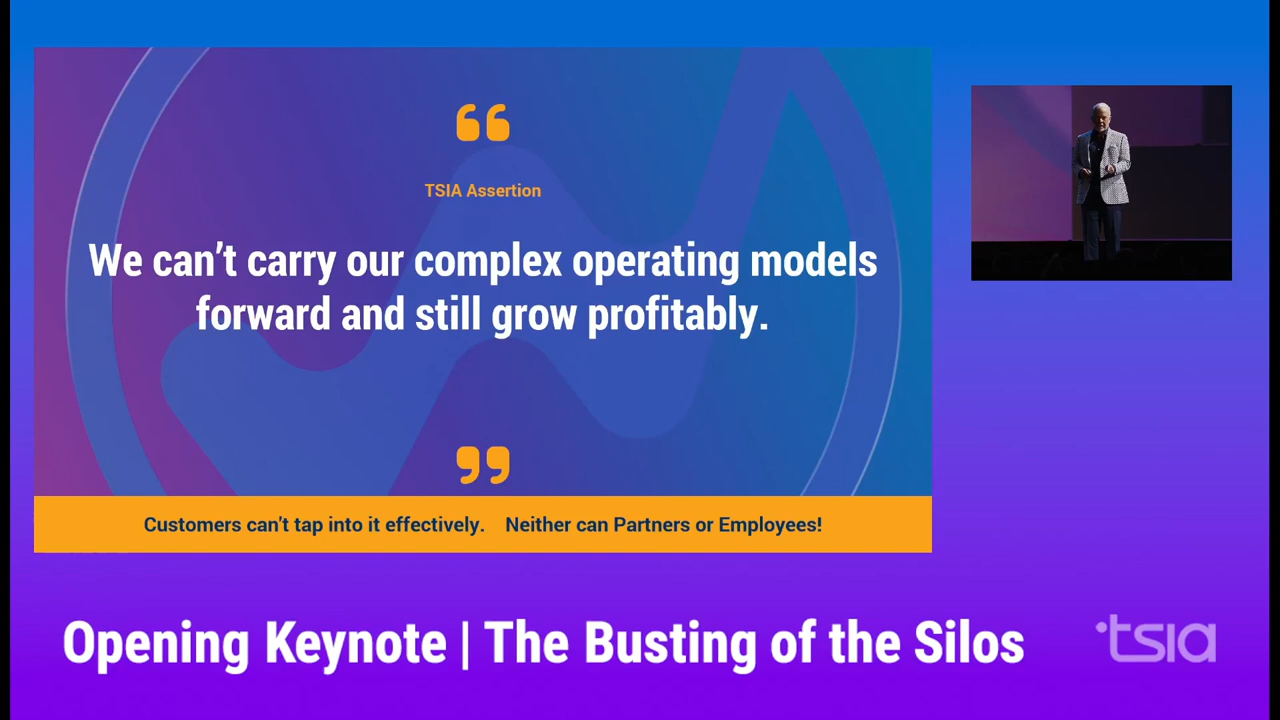 “
TSIA Assertion
We can’t carry our complex operating models
forward and still grow profitably.
”
Customers can't tap into it effectively. Neither can Partners or Employees!
Opening Keynote | The Busting of the Silos
tsia